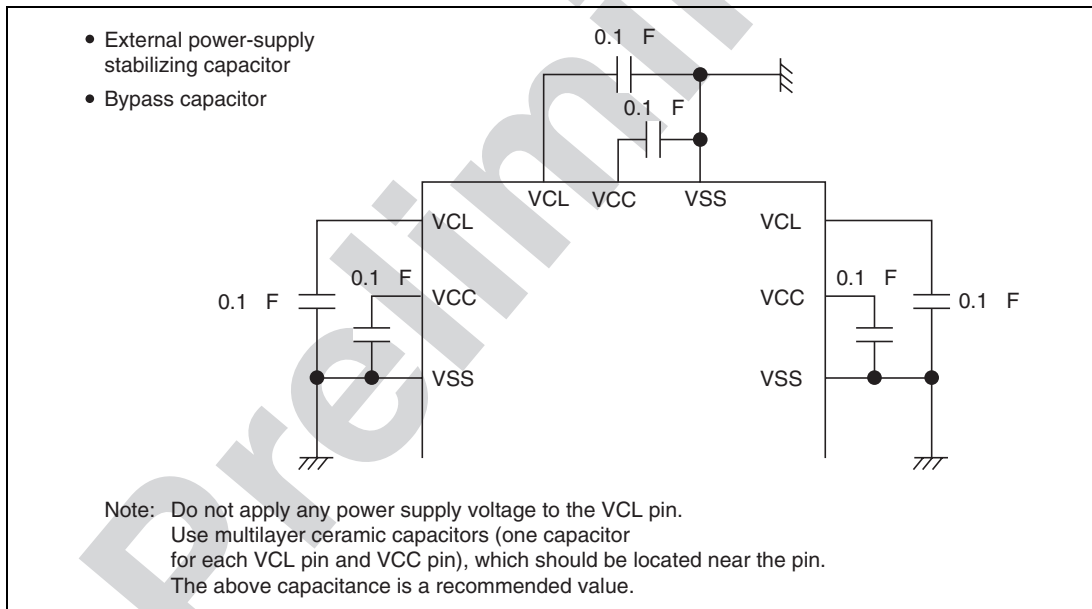 • External power-supply
stabilizing capacitor
• Bypass capacitor
0.1 F
0.1 F
VCL VCC VSS
VCL
VCL
0.1 F
0.1 F
0.1 F
VCC
VCC
0.1 F
VSS
VSS
Note: Do not apply any power supply voltage to the VCL pin.
Use multilayer ceramic capacitors (one capacitor
for each VCL pin and VCC pin), which should be located near the pin.
The above capacitance is a recommended value.
Prelimi